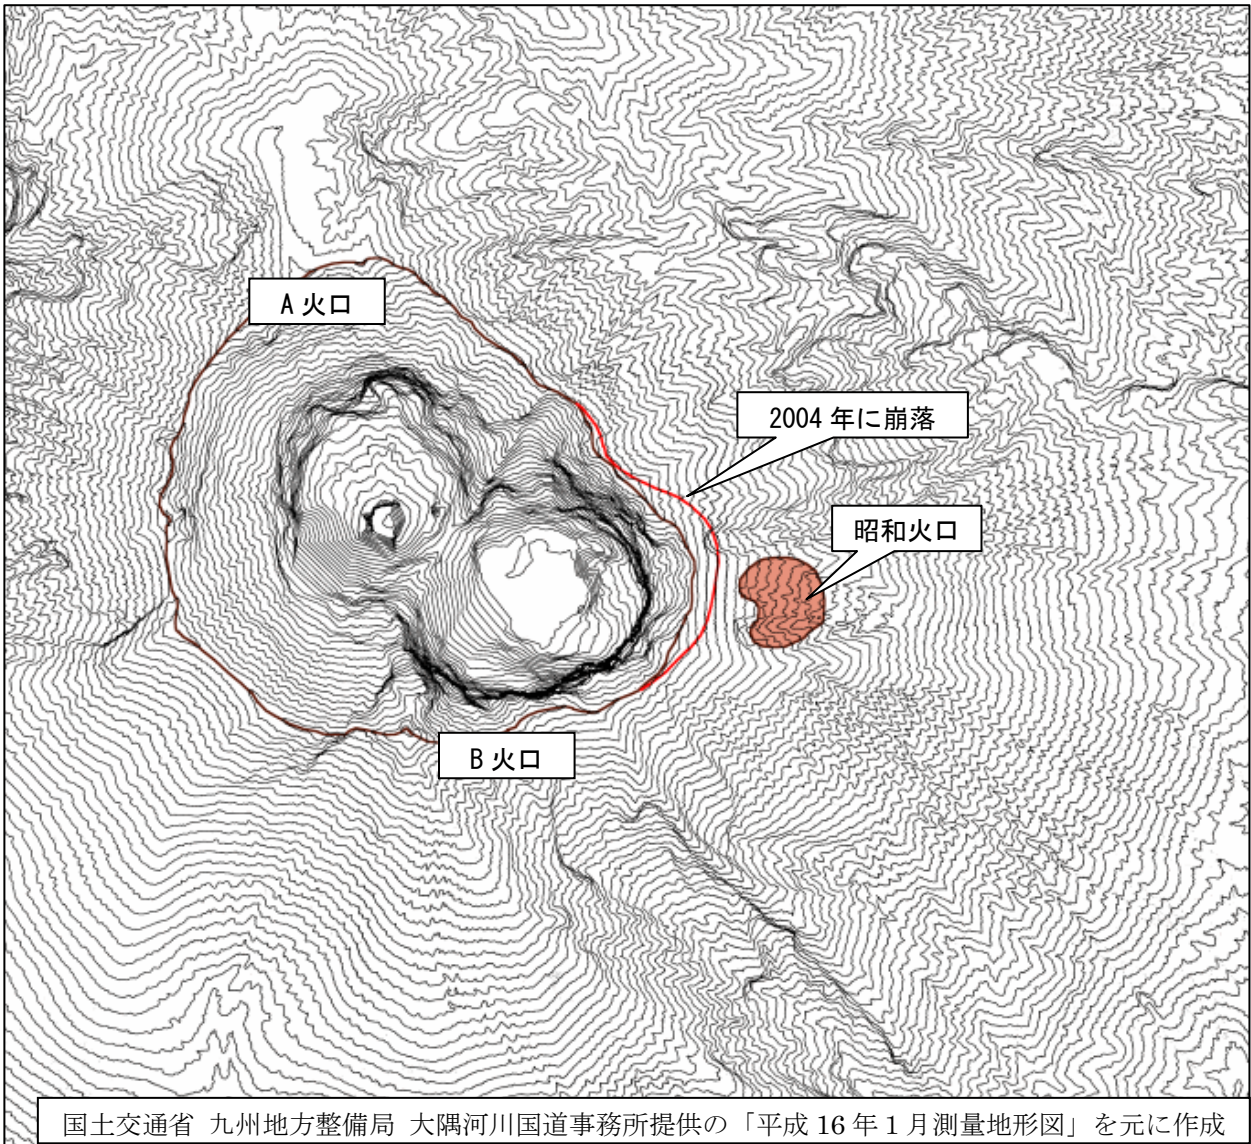 A 火口
2004 年に崩落
昭和火口
B 火口
国土交通省 九州地方整備局 大隅河川国道事務所提供の「平成 16 年 1 月測量地形図」を元に作成